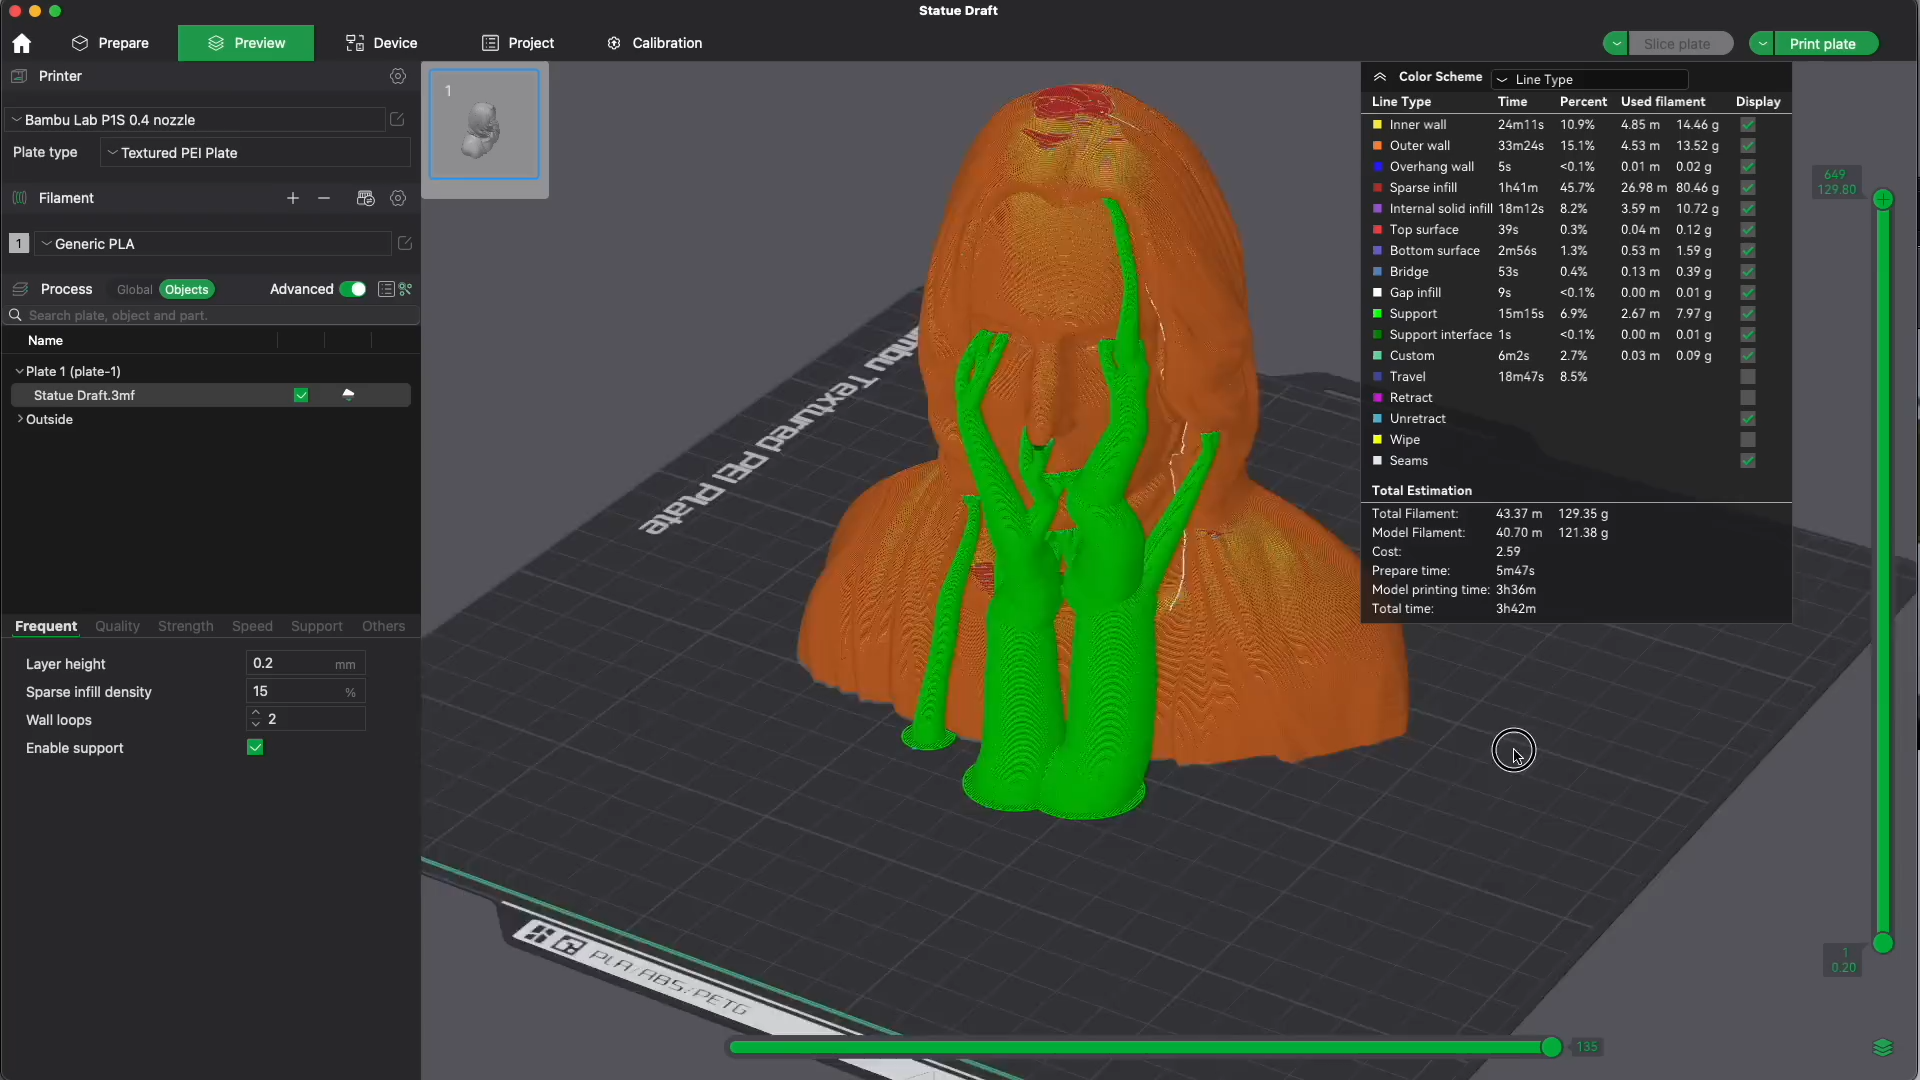 Statue Draft
Prepare
Preview
Device
Project
Calibration
Slice plate
Print plate
Printer
Bambu Lab P1S 0.4 nozzle
Plate type
Textured PEI Plate
Filament
1
Generic PLA
Process
Global
Objects
Advanced
Search plate, object and part.
Name
Plate 1 (plate-1)
Statue Draft.3mf
Outside
Frequent
Quality
Strength
Speed
Support
Others
Layer height
0.2
mm
Sparse infill density
15
%
Wall loops
2
Enable support
1
Color Scheme
Line Type
Line Type Time Percent Used filament Display
Inner wall 24m11s 10.9% 4.85 m 14.46 g
Outer wall 33m24s 15.1% 4.53 m 13.52 g
Overhang wall 5s <0.1% 0.01 m 0.02 g
Sparse infill 1h41m 45.7% 26.98 m 80.46 g
Internal solid infill 18m12s 8.2% 3.59 m 10.72 g
Top surface 39s 0.3% 0.04 m 0.12 g
Bottom surface 2m56s 1.3% 0.53 m 1.59 g
Bridge 53s 0.4% 0.13 m 0.39 g
Gap infill 9s <0.1% 0.00 m 0.01 g
Support 15m15s 6.9% 2.67 m 7.97 g
Support interface 1s <0.1% 0.00 m 0.01 g
Custom 6m2s 2.7% 0.03 m 0.09 g
Travel 18m47s 8.5%
Retract
Unretract
Wipe
Seams
Total Estimation
Total Filament: 43.37 m 129.35 g
Model Filament: 40.70 m 121.38 g
Cost: 2.59
Prepare time: 5m47s
Model printing time: 3h36m
Total time: 3h42m
649
129.80
1
0.20
135
mbu Textured PEI Plate
PLA/ABS/PETG